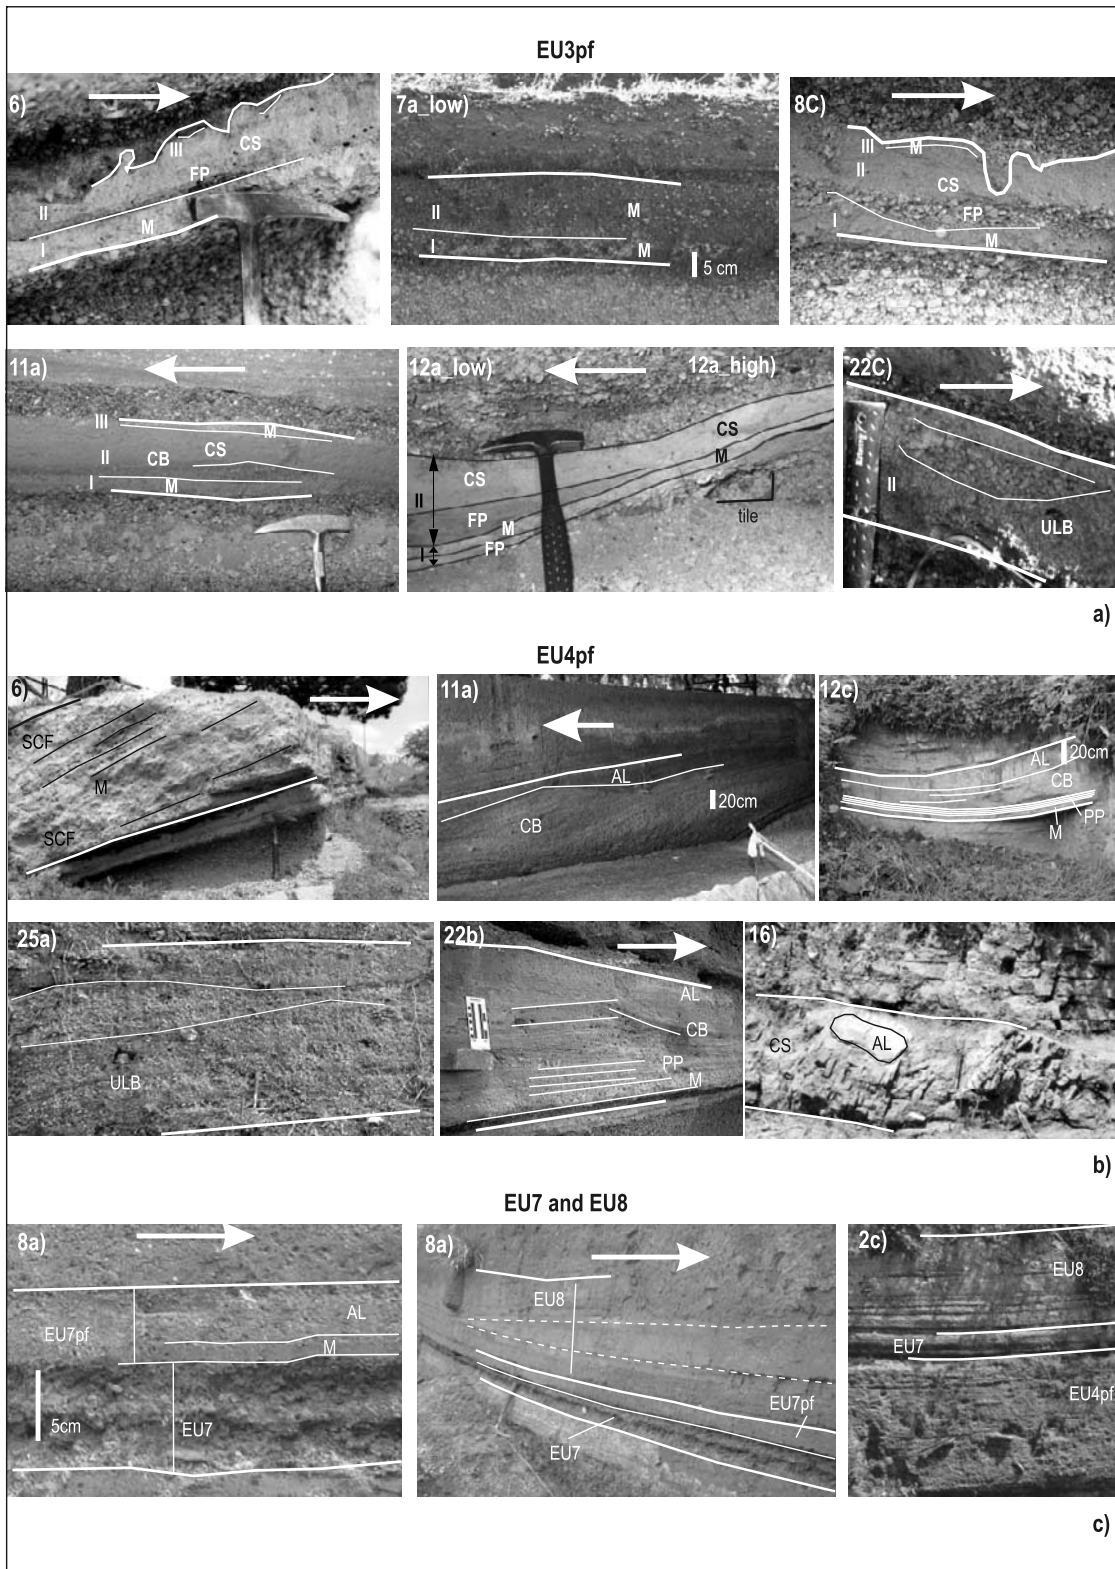 EU3pf
6)
III
CS
FP
II
M
I
7a_low)
II
M
I
M
5 cm
8C)
III
M
II
CS
FP
I
M
11a)
III
M
CS
II
CB
I
M
12a_low)
12a_high)
CS
M
CS
II
FP
M
I
FP
tile
22C)
II
ULB
a)
EU4pf
6)
SCF
M
SCF
11a)
AL
20cm
CB
12c)
20cm
AL
CB
PP
M
25a)
ULB
22b)
AL
CB
PP
M
16)
CS
AL
b)
EU7 and EU8
8a)
AL
EU7pf
M
5cm
EU7
8a)
EU8
EU7pf
EU7
2c)
EU8
EU7
EU4pf
c)